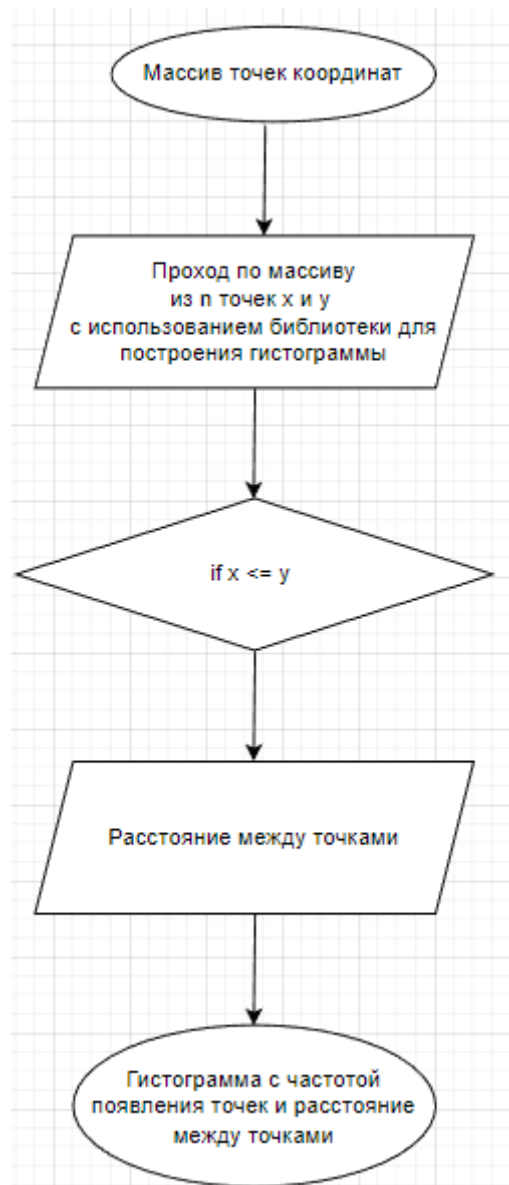 Массив точек координат
Проход по массиву
из n точек x и y
с использованием библиотеки для
построения гистограммы
if x <= y
Расстояние между точками
Гистограмма с частотой
появления точек и расстояние
между точками